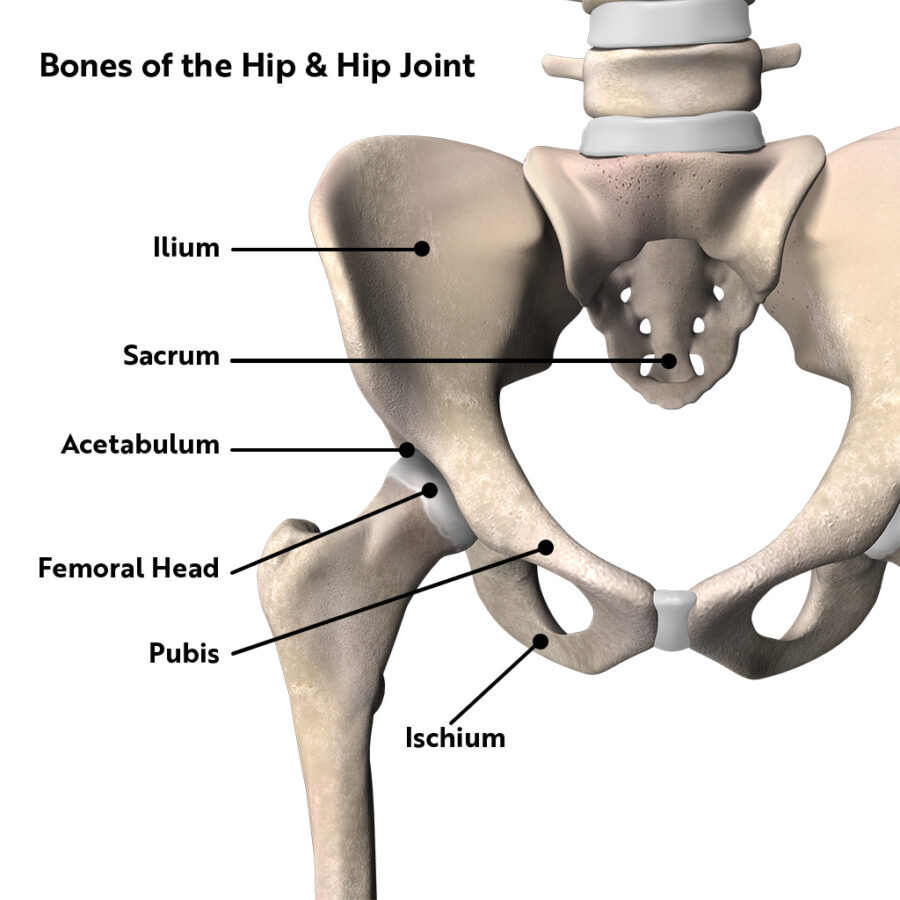 Bones of the Hip & Hip Joint
Ilium
Sacrum
Acetabulum
Femoral Head
Pubis
Ischium